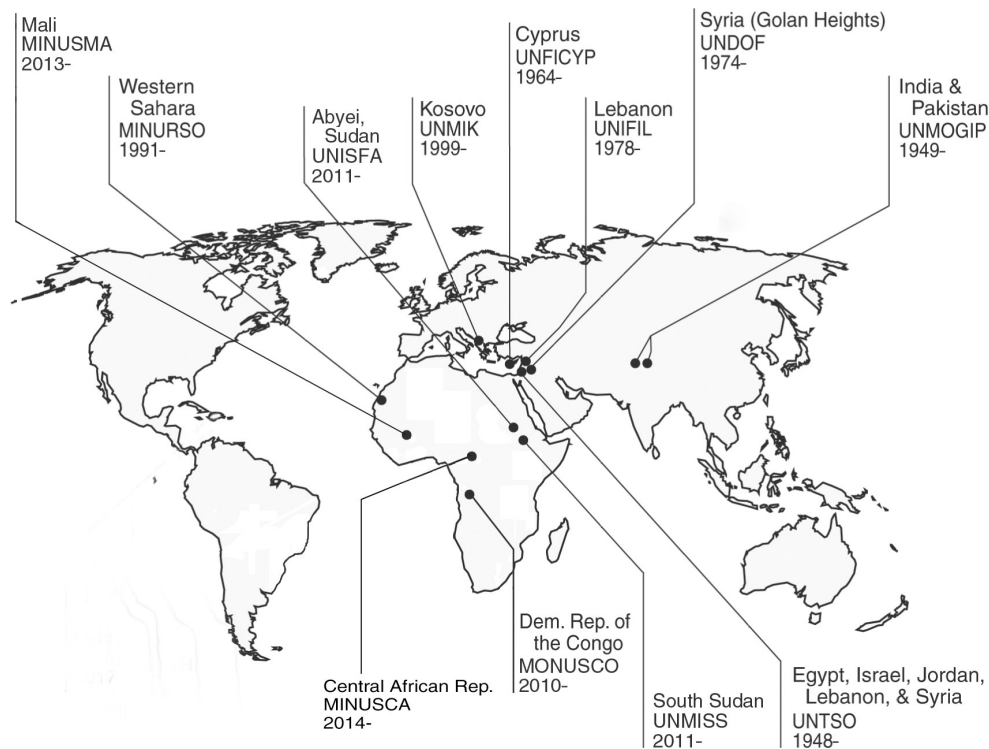 Mali
MINUSMA
2013-
Western
Sahara
MINURSO
1991-
Abyei,
Sudan
UNISFA
2011-
Kosovo
UNMIK
1999-
Cyprus
UNFICYP
1964-
Lebanon
UNIFIL
1978-
Syria (Golan Heights)
UNDOF
1974-
India &
Pakistan
UNMOGIP
1949-
Central African Rep.
MINUSCA
2014-
Dem. Rep. of
the Congo
MONUSCO
2010-
South Sudan
UNMISS
2011-
Egypt, Israel, Jordan,
Lebanon, & Syria
UNTSO
1948-